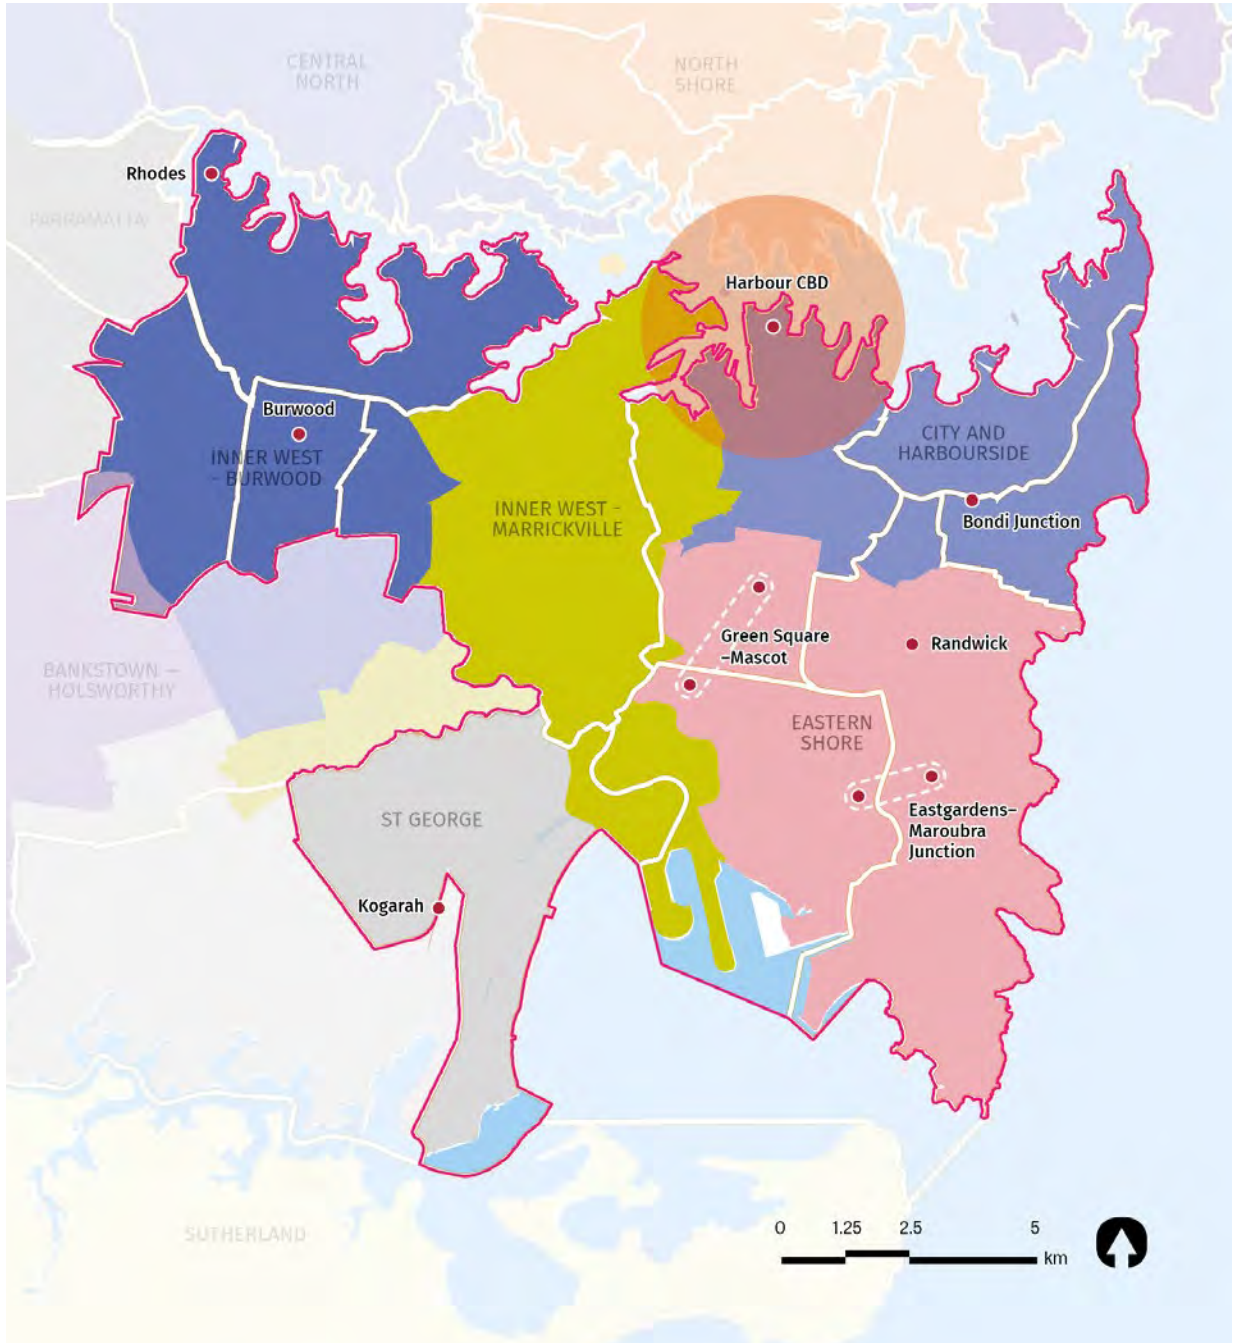 CENTRAL
NORTH
NORTH
SHORE
Rhodes
PARRAMATTA
Harbour CBD
Burwood
INNER WEST
– BURWOOD
CITY AND
HARBOURSIDE
INNER WEST –
MARRICKVILLE
Bondi Junction
Green Square
–Mascot
Randwick
BANKSTOWN –
HOLSWORTHY
EASTERN
SHORE
ST GEORGE
Eastgardens–
Maroubra
Junction
Kogarah
SUTHERLAND
0 1.25 2.5 5
km